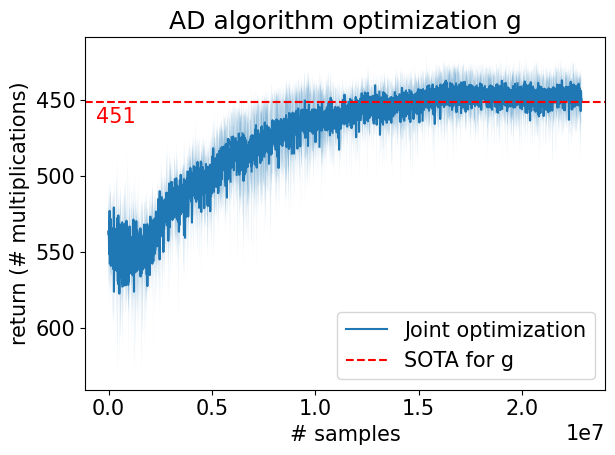 AD algorithm optimization g
return (# multiplications)
450
451
500
550
600
Joint optimization
SOTA for g
0.0 0.5 1.0 1.5 2.0
# samples
1e7